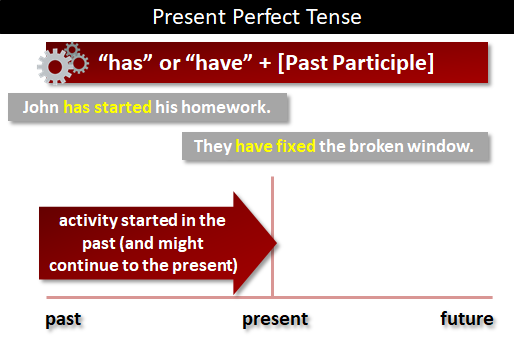 Present Perfect Tense
“has” or “have” + [Past Participle]
John has started his homework.
They have fixed the broken window.
activity started in the
past (and might
continue to the present)
past present future